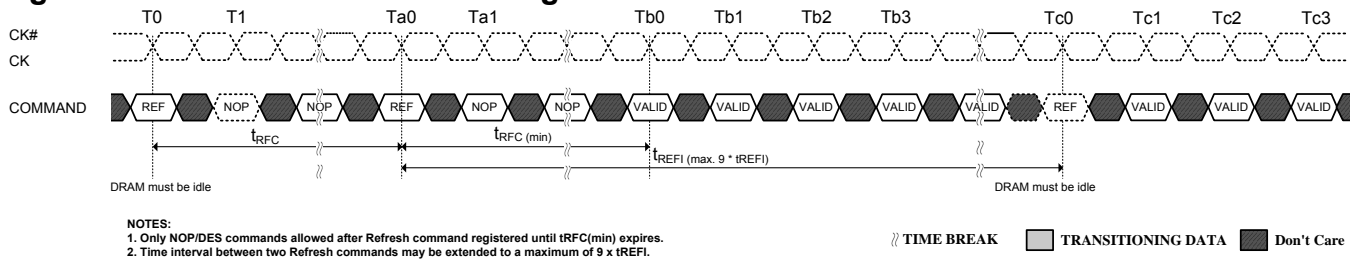 T0 T1 Ta0 Ta1 Tb0 Tb1 Tb2 Tb3 Tc0 Tc1 Tc2 Tc3
CK#
CK
COMMAND REF NOP NOP REF NOP NOP VALID VALID VALID VALID VALID REF VALID VALID VALID
tRFC tRFC (min)
tREFI (max. 9 * tREFI)
DRAM must be idle DRAM must be idle
NOTES:
1. Only NOP/DES commands allowed after Refresh command registered until tRFC(min) expires.
2. Time interval between two Refresh commands may be extended to a maximum of 9 x tREFI.
TIME BREAK TRANSITIONING DATA Don't Care